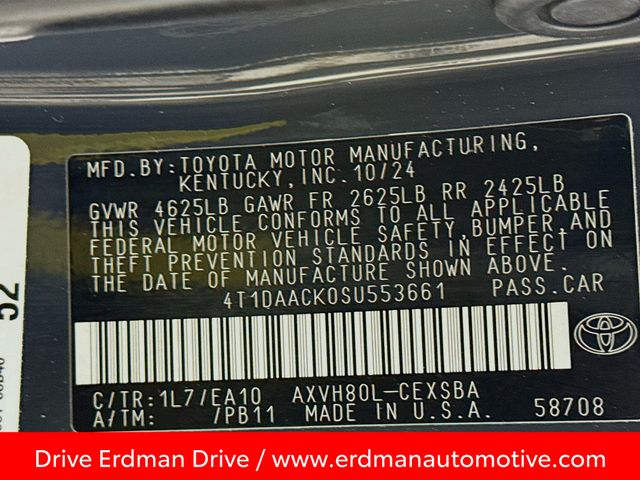 MFD.BY:TOYOTA MOTOR MANUFACTURING,
KENTUCKY,INC.10/24
GVWR 4625LB GAWR FR 2625LB RR 2425LB
THIS VEHICLE CONFORMS TO ALL APPLICABLE
FEDERAL MOTOR VEHICLE SAFETY,BUMPER,AND
THEFT PREVENTION STANDARDS IN EFFECT ON
THE DATE OF MANUFACTURE SHOWN ABOVE.
4T1DAACK0SU553661 PASS.CAR
C/TR:1L7/EA10 AXVH80L-CEXSBA
A/TM: /PB11 MADE IN U.S.A. 58708
52
Drive Erdman Drive / www.erdmanautomotive.com